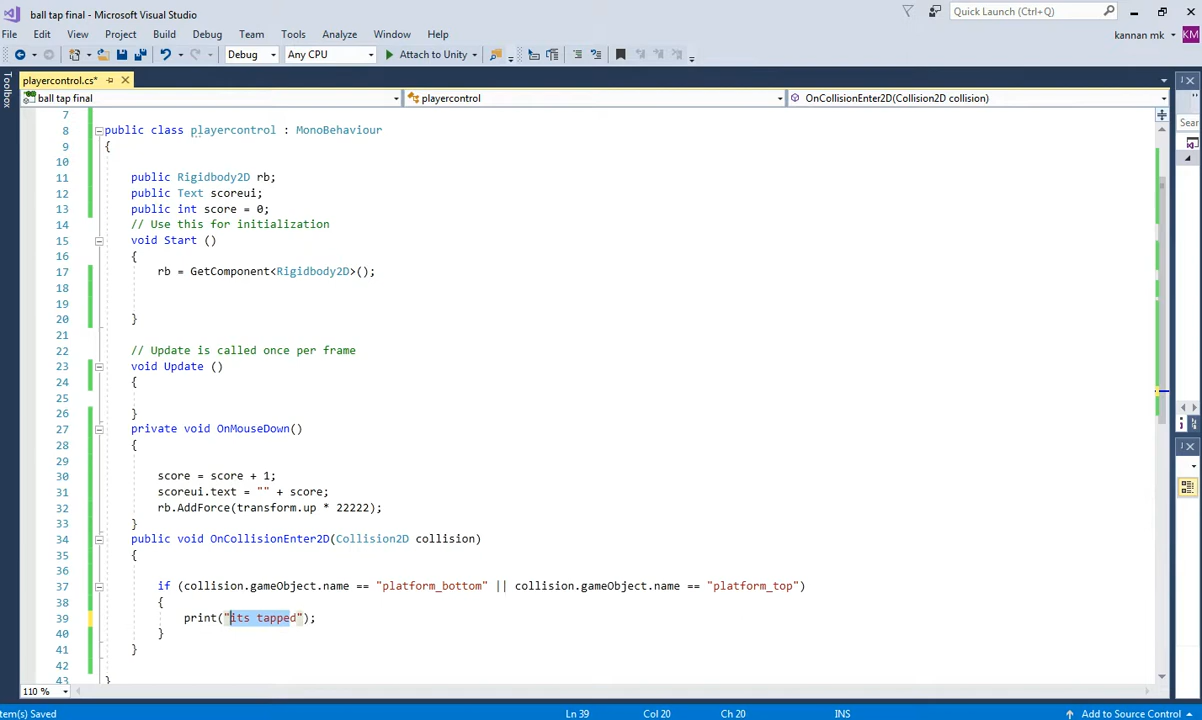 ball tap final - Microsoft Visual Studio
Quick Launch (Ctrl+Q)
File Edit View Project Build Debug Team Tools Analyze Window Help
kannan mk KM
Debug Any CPU Attach to Unity
Toolbox
playercontrol.cs*
ball tap final playercontrol OnCollisionEnter2D(Collision2D collision)
Sear
7
8 public class playercontrol : MonoBehaviour
9 {
10
11 public Rigidbody2D rb;
12 public Text scoreui;
13 public int score = 0;
14 // Use this for initialization
15 void Start ()
16 {
17 rb = GetComponent<Rigidbody2D>();
18
19
20 }
21
22 // Update is called once per frame
23 void Update ()
24 {
25
26 }
27 private void OnMouseDown()
28 {
29
30 score = score + 1;
31 scoreui.text = "" + score;
32 rb.AddForce(transform.up * 22222);
33 }
34 public void OnCollisionEnter2D(Collision2D collision)
35 {
36
37 if (collision.gameObject.name == "platform_bottom" || collision.gameObject.name == "platform_top")
38 {
39 print("its tapped");
40 }
41 }
42
43 }
110 %
tem(s) Saved Ln 39 Col 20 Ch 20 INS Add to Source Control